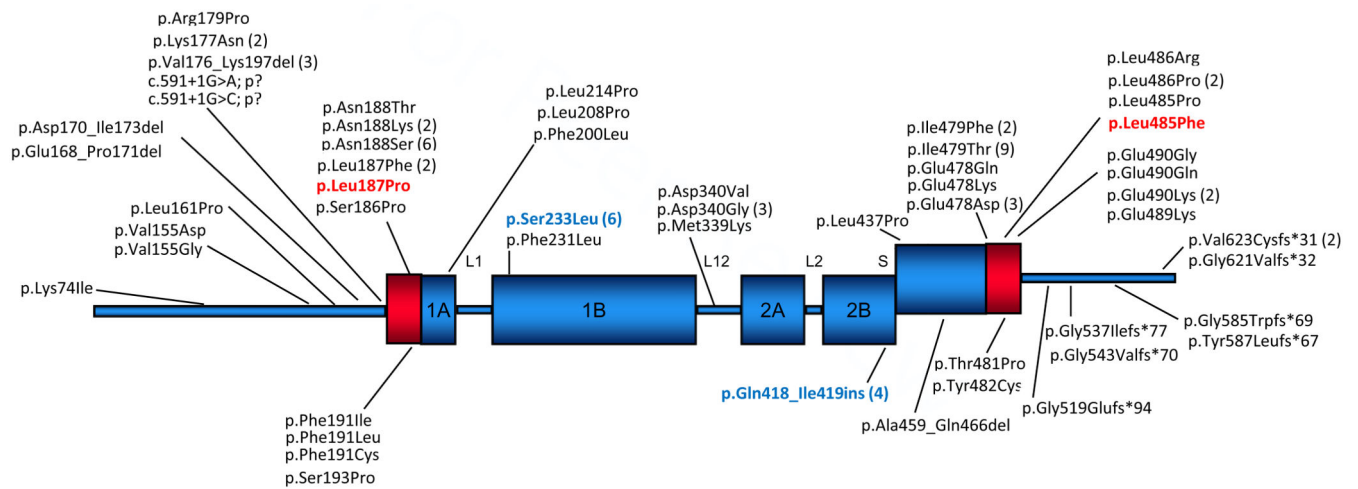 p.Arg179Pro
p.Lys177Asn (2)
p.Val176_Lys197del (3)
c.591+1G>A; p?
c.591+1G>C; p?
p.Asp170_Ile173del
p.Glu168_Pro171del
p.Leu161Pro
p.Val155Asp
p.Val155Gly
p.Lys74Ile
p.Asn188Thr
p.Asn188Lys (2)
p.Asn188Ser (6)
p.Leu187Phe (2)
p.Leu187Pro
p.Ser186Pro
p.Leu214Pro
p.Leu208Pro
p.Phe200Leu
p.Ser233Leu (6)
p.Phe231Leu
p.Asp340Val
p.Asp340Gly (3)
p.Met339Lys
p.Leu437Pro
p.Ile479Phe (2)
p.Ile479Thr (9)
p.Glu478Gln
p.Glu478Lys
p.Glu478Asp (3)
p.Leu486Arg
p.Leu486Pro (2)
p.Leu485Pro
p.Leu485Phe
p.Glu490Gly
p.Glu490Gln
p.Glu490Lys (2)
p.Glu489Lys
p.Val623Cysfs*31 (2)
p.Gly621Valfs*32
L1
L12
L2
S
1A
1B
2A
2B
p.Phe191Ile
p.Phe191Leu
p.Phe191Cys
p.Ser193Pro
p.Gln418_Ile419ins (4)
p.Ala459_Gln466del
p.Thr481Pro
p.Tyr482Cys
p.Gly519Glufs*94
p.Gly537Ilefs*77
p.Gly543Valfs*70
p.Gly585Trpfs*69
p.Tyr587Leufs*67